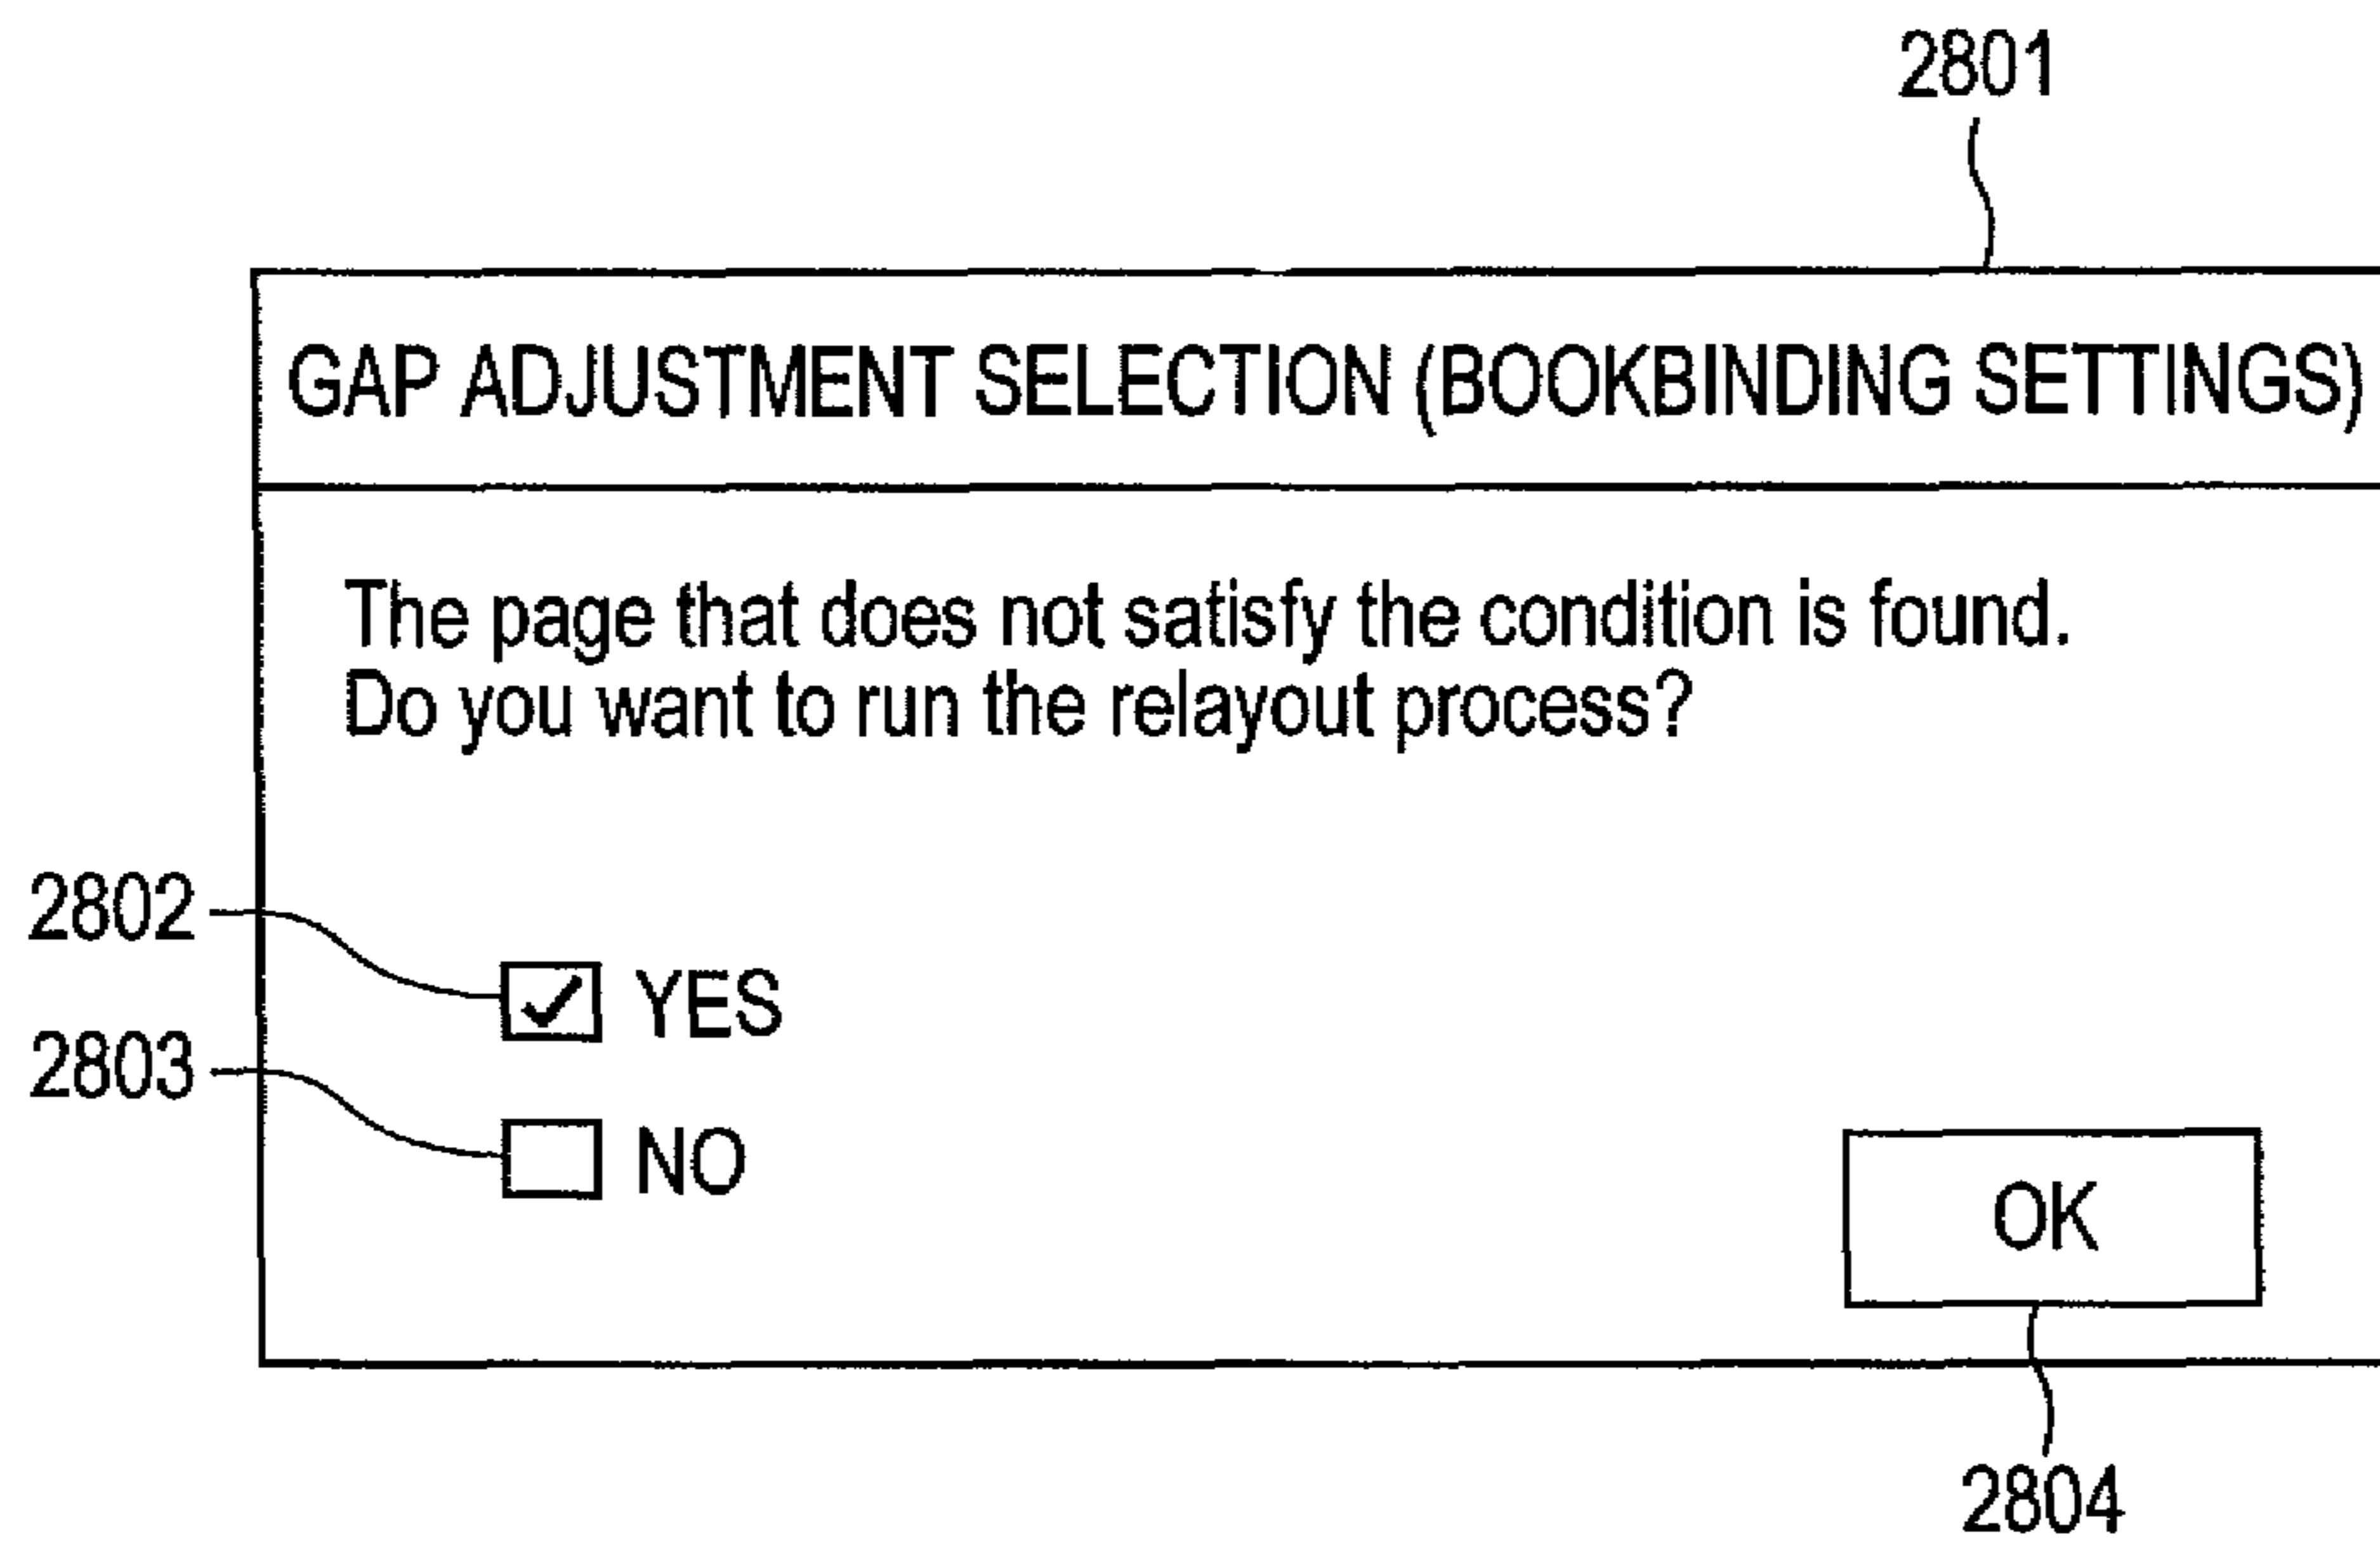 2801
GAP ADJUSTMENT SELECTION (BOOKBINDING SETTINGS)
The page that does not satisfy the condition is found.
Do you want to run the relayout process?
2802
YES
2803
NO
OK
2804